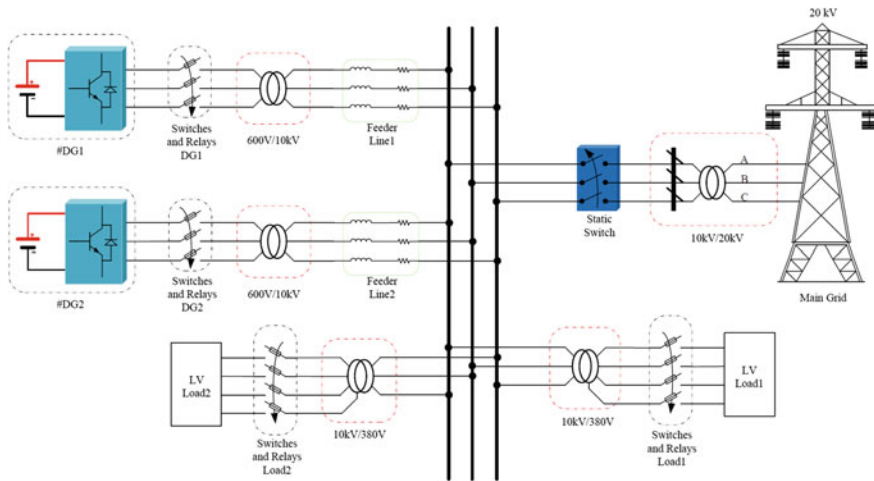 20 kV
#DG1
Switches
and Relays
DG1
600V/10kV
Feeder
Line1
A
B
C
Static
Switch
10kV/20kV
Main Grid
#DG2
Switches
and Relays
DG2
600V/10kV
Feeder
Line2
LV
Load2
Switches
and Relays
Load2
10kV/380V
10kV/380V
Switches
and Relays
Load1
LV
Load1